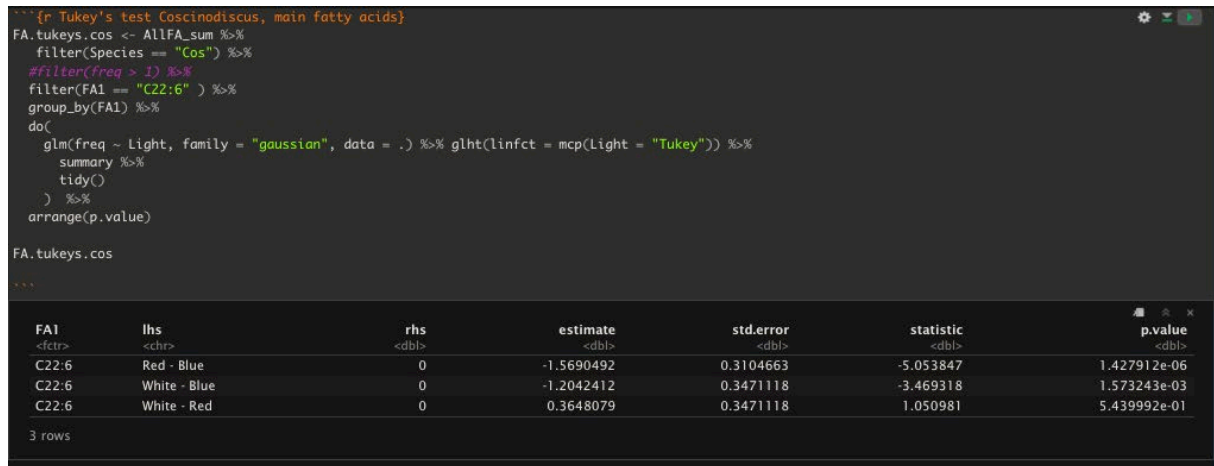 ```{r Tukey's test Coscinodiscus, main fatty acids}
FA.tukeys.cos <- AllFA_sum %>%
   filter(Species == "Cos") %>%
  #filter(freq > 1) %>%
  filter(FA1 == "C22:6" ) %>%
  group_by(FA1) %>%
  do(
    glm(freq ~ Light, family = "gaussian", data = .) %>% glht(linfct = mcp(Light = "Tukey")) %>%
      summary %>%
      tidy()
    )  %>%
  arrange(p.value)
FA.tukeys.cos
```
FA1 lhs rhs estimate std.error statistic p.value
<fctr> <chr> <dbl> <dbl> <dbl> <dbl> <dbl>
C22:6 Red - Blue 0 -1.5690492 0.3104663 -5.053847 1.427912e-06
C22:6 White - Blue 0 -1.2042412 0.3471118 -3.469318 1.573243e-03
C22:6 White - Red 0 0.3648079 0.3471118 1.050981 5.439992e-01
3 rows